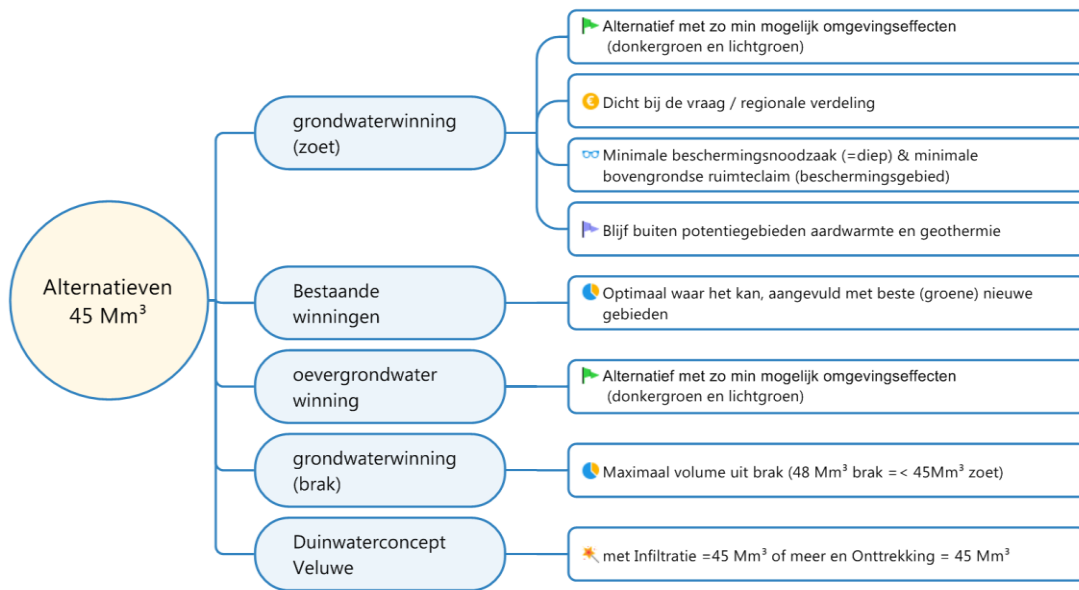 Alternatieven
45 Mm³
grondwaterwinning
(zoet)
Alternatief met zo min mogelijk omgevingseffecten
(donkergroen en lichtgroen)
Dicht bij de vraag / regionale verdeling
Minimale beschermingsnoodzaak (=diep) & minimale
bovengrondse ruimteclaim (beschermingsgebied)
Blijf buiten potentiegebieden aardwarmte en geothermie
Bestaande
winningen
Optimaal waar het kan, aangevuld met beste (groene) nieuwe
gebieden
oevergrondwater
winning
Alternatief met zo min mogelijk omgevingseffecten
(donkergroen en lichtgroen)
grondwaterwinning
(brak)
Maximaal volume uit brak (48 Mm³ brak =< 45Mm³ zoet)
Duinwaterconcept
Veluwe
met Infiltratie =45 Mm³ of meer en Onttrekking = 45 Mm³